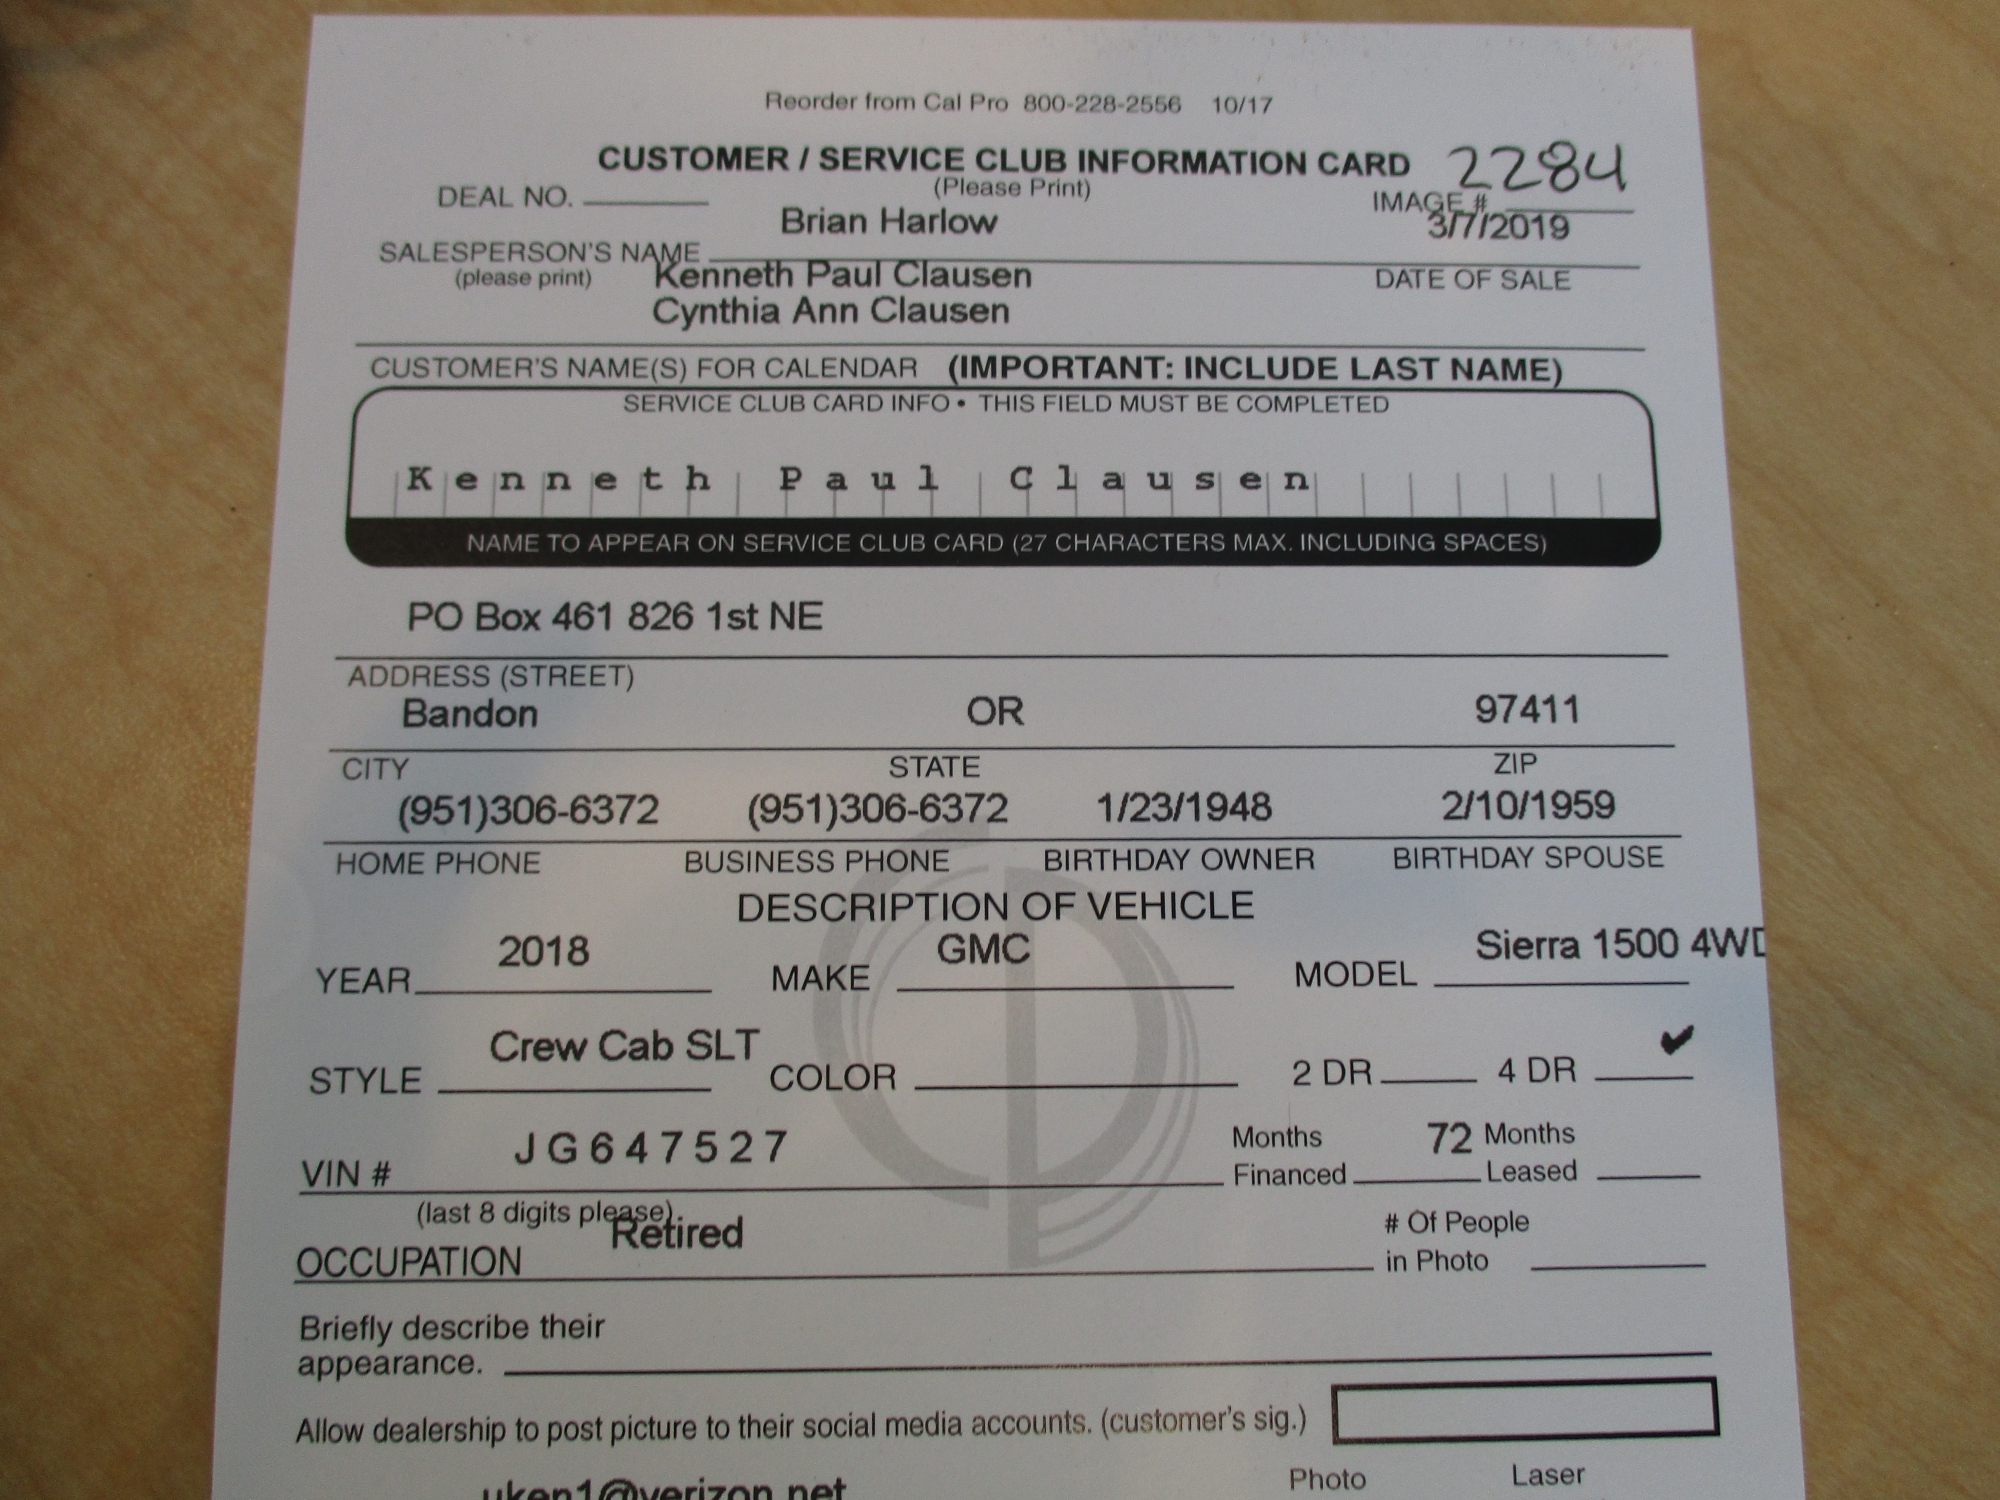 Reorder from Cal Pro 800-228-2556 10/17
CUSTOMER / SERVICE CLUB INFORMATION CARD 2284
(Please Print)
DEAL NO. IMAGE #
Brian Harlow 3/7/2019
SALESPERSON'S NAME
(please print) Kenneth Paul Clausen DATE OF SALE
Cynthia Ann Clausen
CUSTOMER'S NAME(S) FOR CALENDAR (IMPORTANT: INCLUDE LAST NAME)
SERVICE CLUB CARD INFO • THIS FIELD MUST BE COMPLETED
Kenneth Paul Clausen
NAME TO APPEAR ON SERVICE CLUB CARD (27 CHARACTERS MAX. INCLUDING SPACES)
PO Box 461 826 1st NE
ADDRESS (STREET)
Bandon OR 97411
CITY STATE ZIP
(951)306-6372 (951)306-6372 1/23/1948 2/10/1959
HOME PHONE BUSINESS PHONE BIRTHDAY OWNER BIRTHDAY SPOUSE
DESCRIPTION OF VEHICLE
2018 GMC Sierra 1500 4WD
YEAR MAKE MODEL
Crew Cab SLT ✔
STYLE COLOR 2 DR 4 DR
JG647527 Months 72 Months
VIN # Financed Leased
(last 8 digits please)
Retired # Of People
OCCUPATION in Photo
Briefly describe their
appearance.
Allow dealership to post picture to their social media accounts. (customer's sig.)
uken1@verizon.net Photo Laser